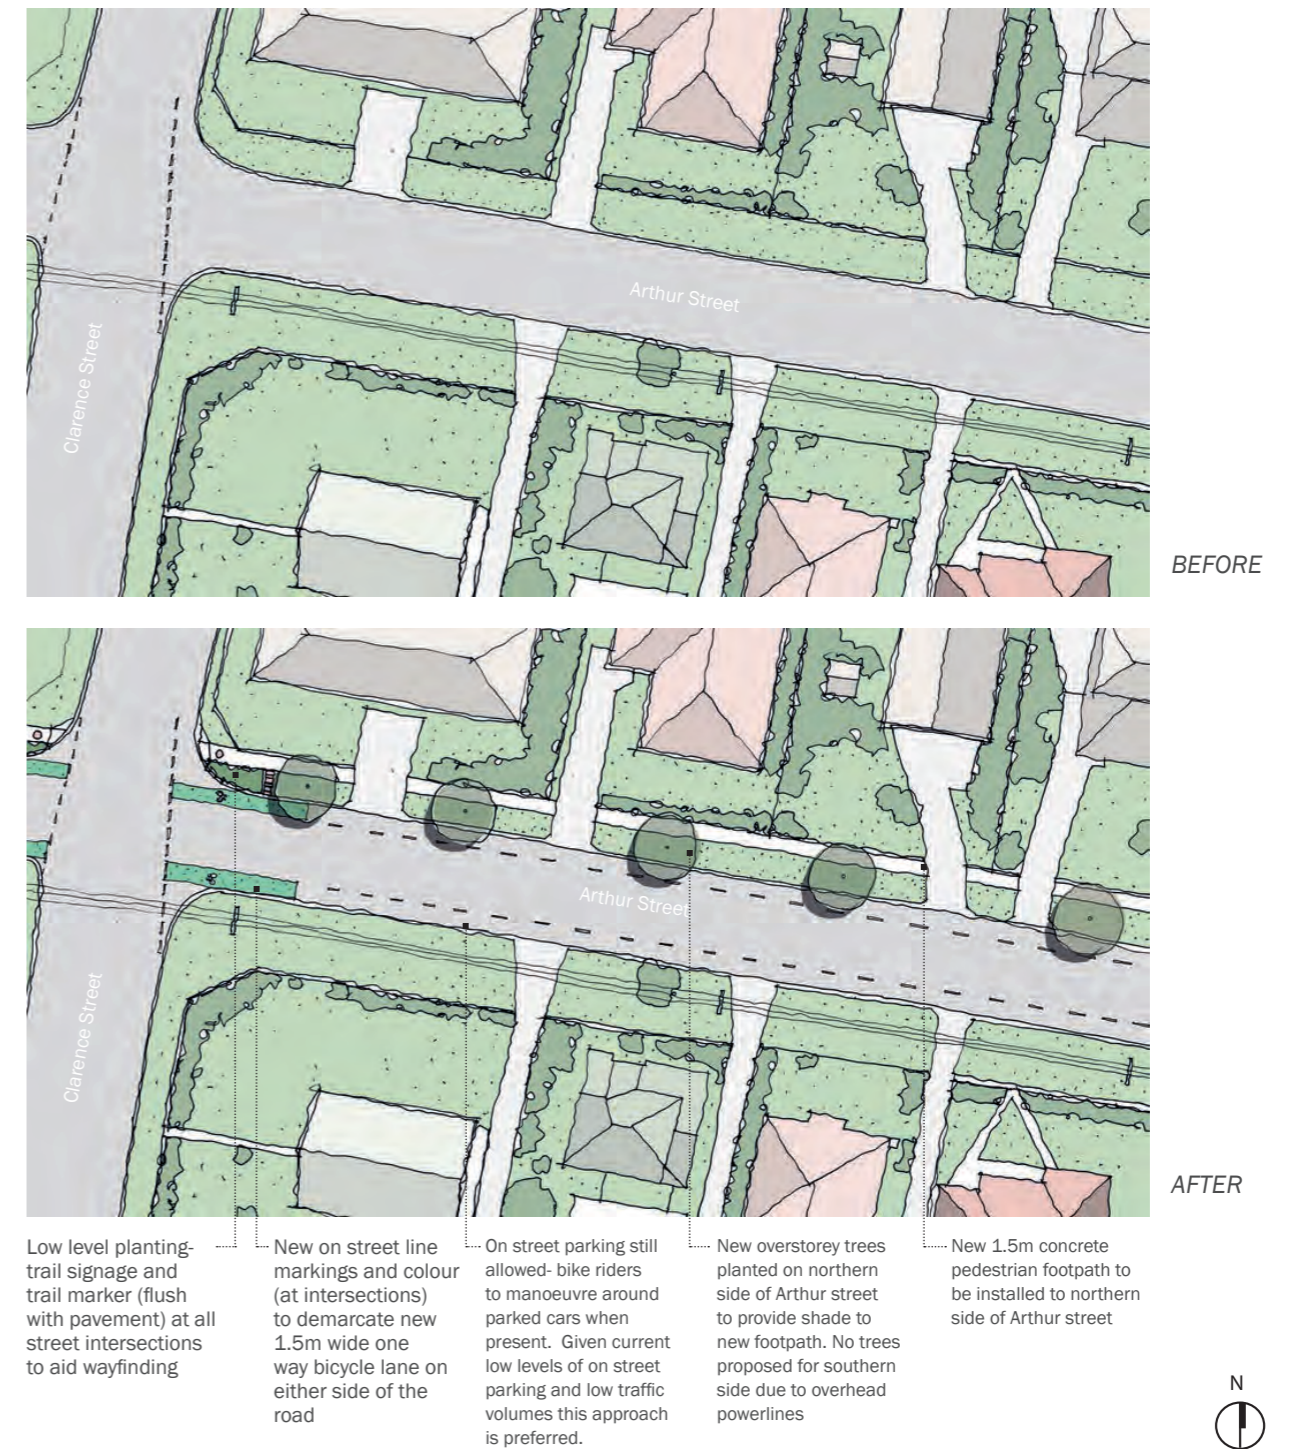 Arthur Street
Clarence Street
BEFORE
Arthur Street
Clarence Street
AFTER
Low level planting-
trail signage and
trail marker (flush
with pavement) at all
street intersections
to aid wayfinding
New on street line
markings and colour
(at intersections)
to demarcate new
1.5m wide one
way bicycle lane on
either side of the
road
On street parking still
allowed- bike riders
to manoeuvre around
parked cars when
present.  Given current
low levels of on street
parking and low traffic
volumes this approach
is preferred.
New overstorey trees
planted on northern
side of Arthur street
to provide shade to
new footpath. No trees
proposed for southern
side due to overhead
powerlines
New 1.5m concrete
pedestrian footpath to
be installed to northern
side of Arthur street
N